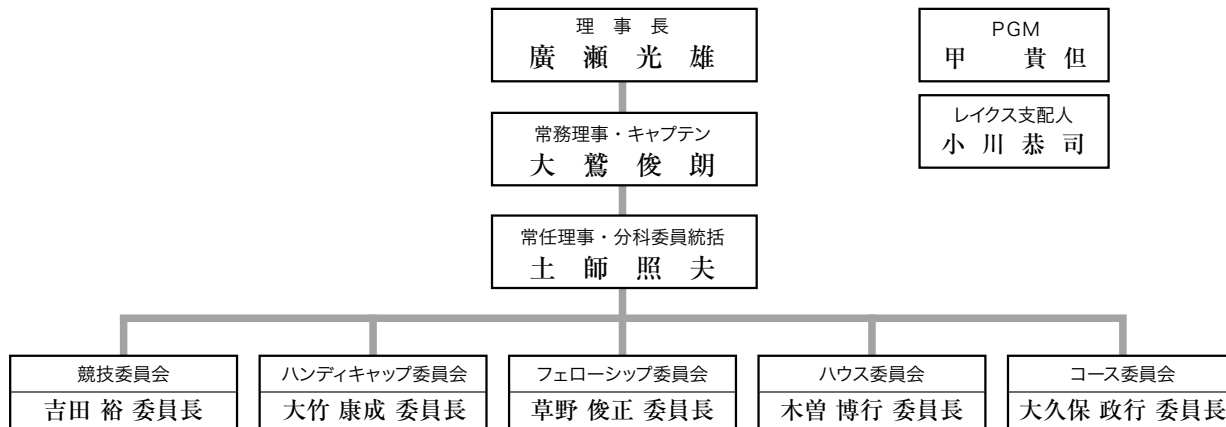 理 事 長
廣 瀬 光 雄
PGM
甲 貴 但
レイクス支配人
小 川 恭 司
常務理事・キャプテン
大 鷲 俊 朗
常任理事・分科委員統括
土 師 照 夫
競技委員会
吉田 裕 委員長
ハンディキャップ委員会
大竹 康成 委員長
フェローシップ委員会
草野 俊正 委員長
ハウス委員会
木曽 博行 委員長
コース委員会
大久保 政行 委員長